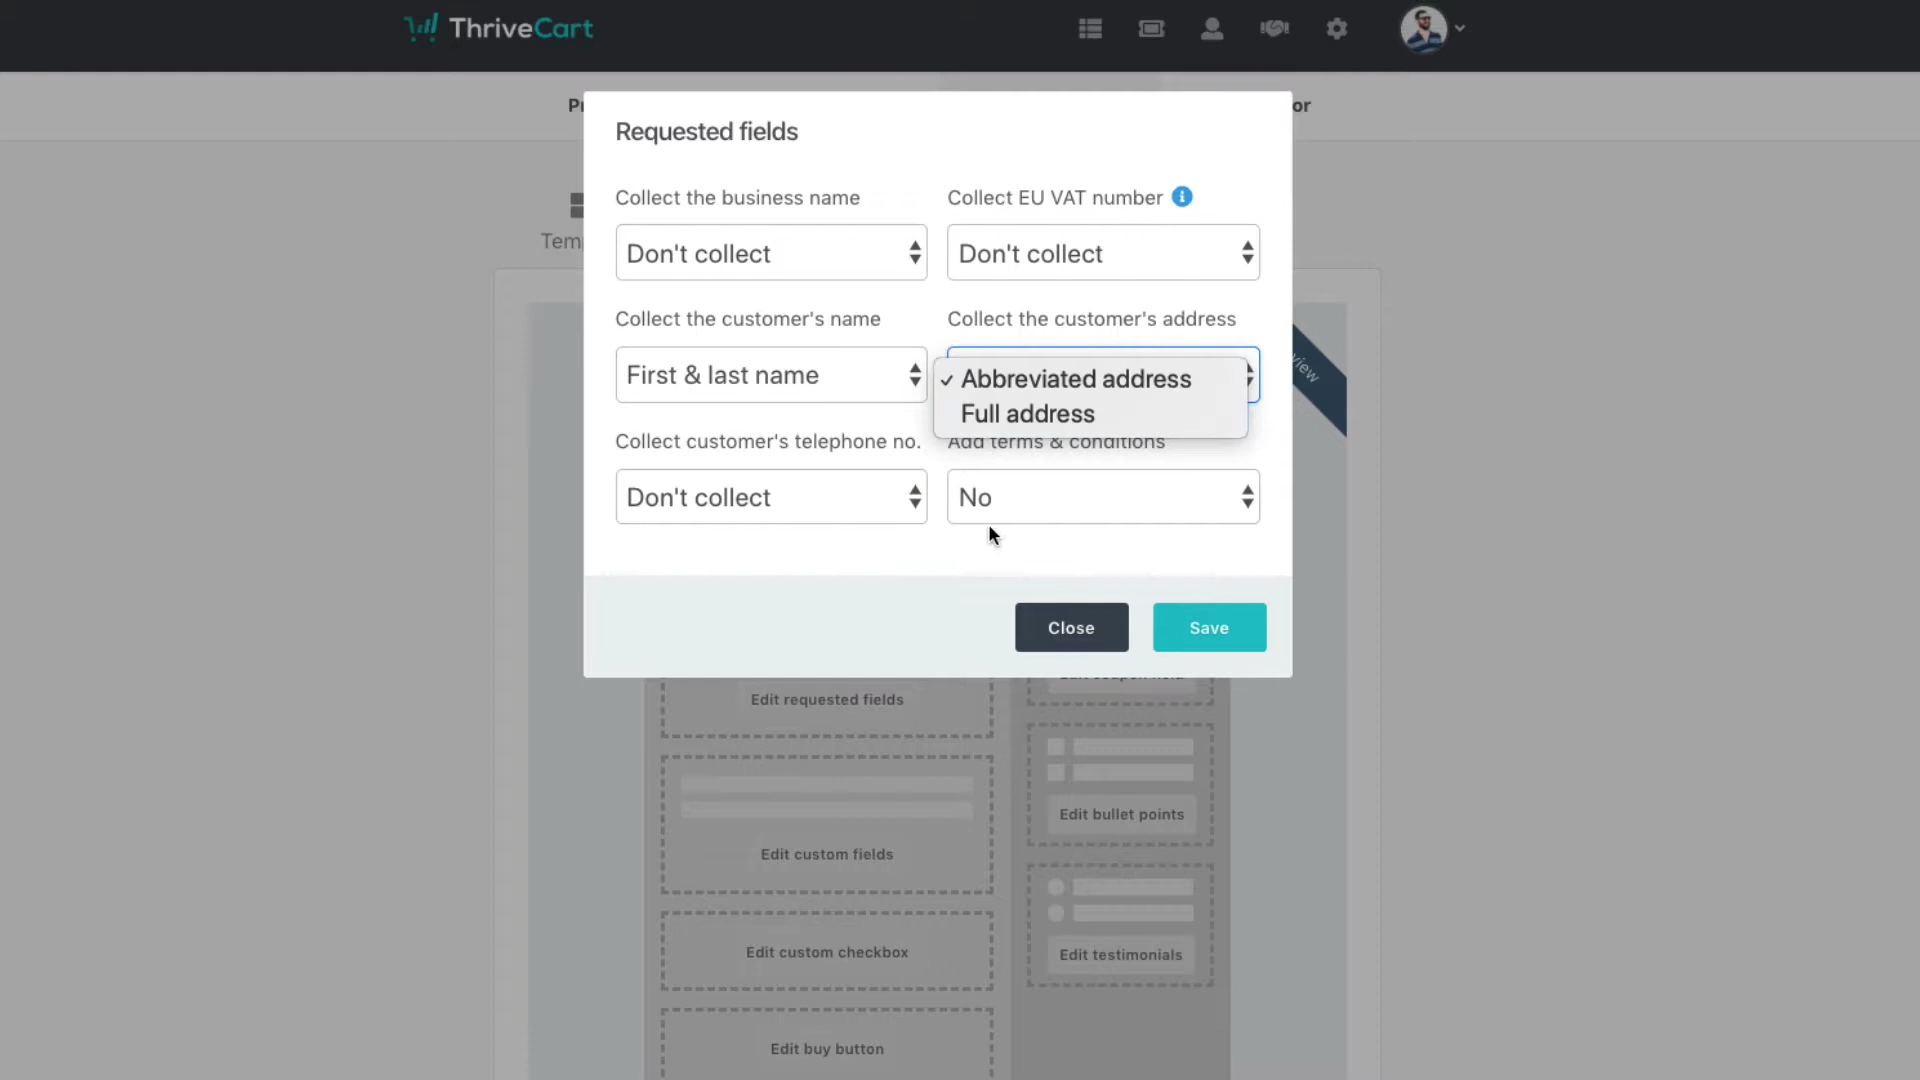 ThriveCart
Requested fields
Collect the business name
Collect EU VAT number
Don't collect
Don't collect
Collect the customer's name
Collect the customer's address
First & last name
✓ Abbreviated address
Full address
Collect customer's telephone no.
Add terms & conditions
Don't collect
No
Close
Save
Edit requested fields
Edit bullet points
Edit custom fields
Edit custom checkbox
Edit testimonials
Edit buy button